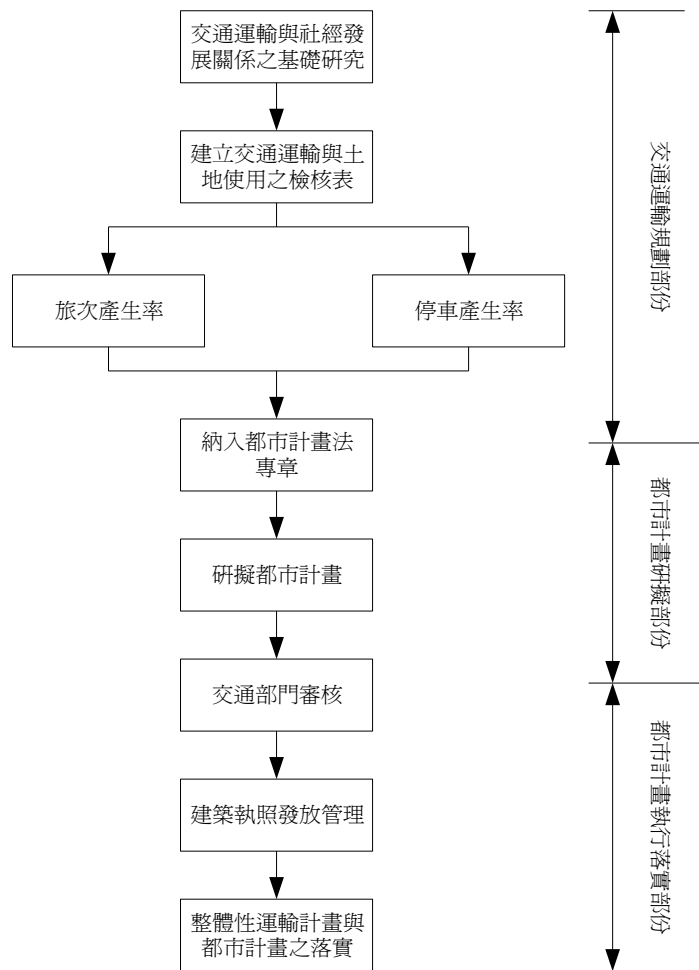 交通運輸與社經發
展關係之基礎研究
建立交通運輸與土
地使用之檢核表
旅次產生率
停車產生率
納入都市計畫法
專章
研擬都市計畫
交通部門審核
建築執照發放管理
整體性運輸計畫與
都市計畫之落實
交通運輸規劃部份
都市計畫研擬部份
都市計畫執行落實部份